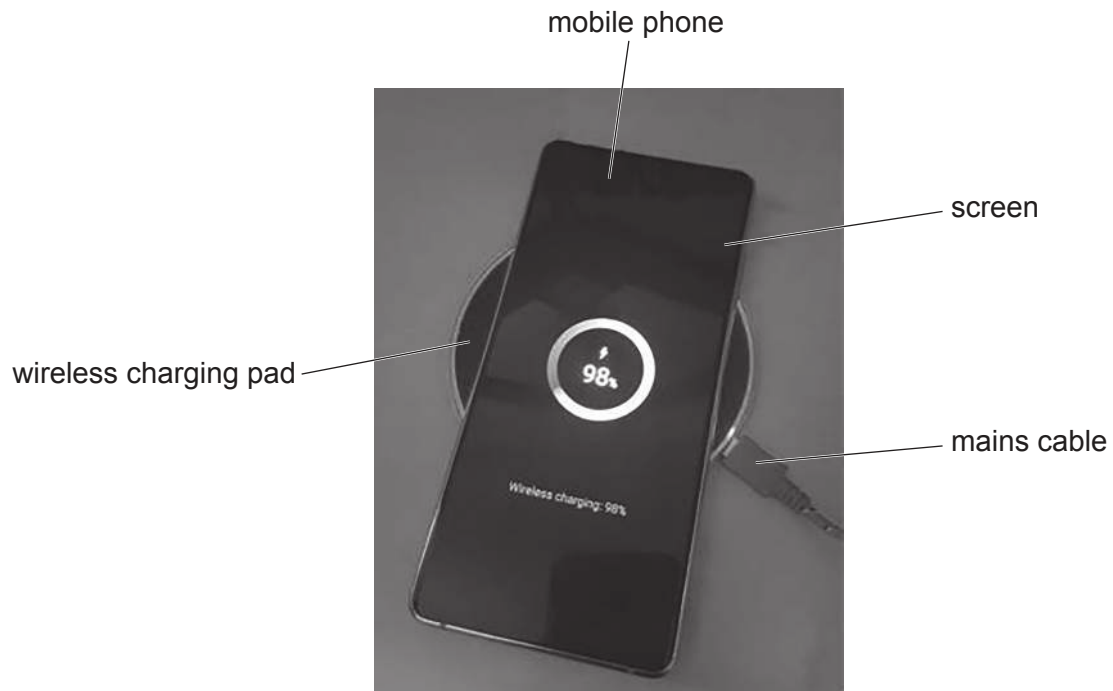 mobile phone
screen
wireless charging pad
98%
mains cable
Wireless charging: 98%